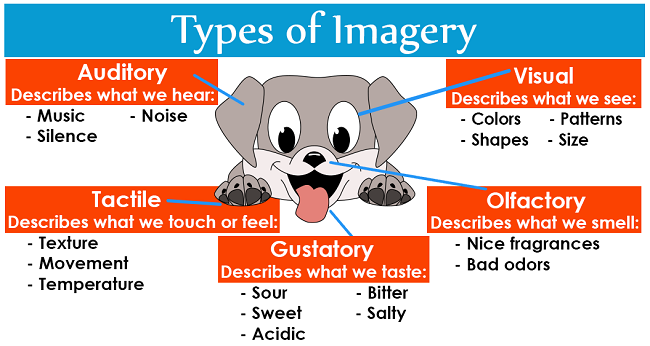 Types of Imagery
Auditory
Describes what we hear:
- Music - Noise
- Silence
Visual
Describes what we see:
- Colors - Patterns
- Shapes - Size
Tactile
Describes what we touch or feel:
- Texture
- Movement
- Temperature
Gustatory
Describes what we taste:
- Sour - Bitter
- Sweet - Salty
- Acidic
Olfactory
Describes what we smell:
- Nice fragrances
- Bad odors